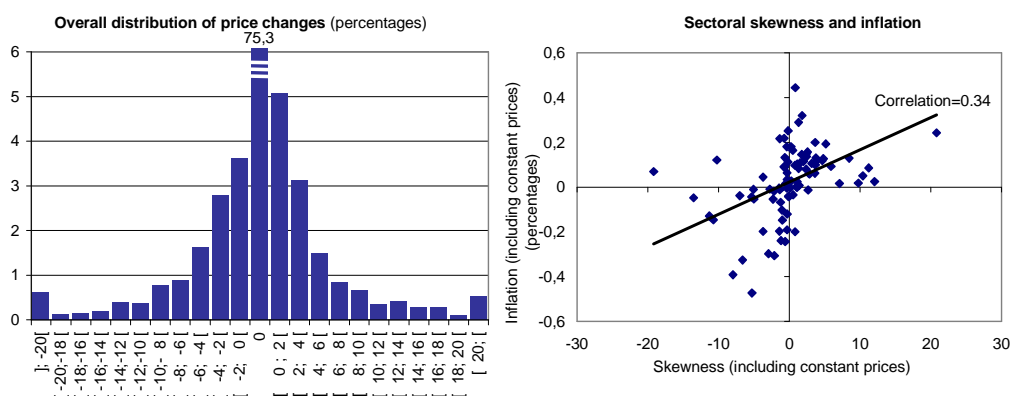 Overall distribution of price changes (percentages)
75,3
6
5
4
3
2
1
0
]; -20[
-20;-18 [
-18;-16 [
-16;-14 [
-14;-12 [
-12;-10 [
-10;- 8 [
-8; -6 [
-6; -4 [
-4; -2 [
[ -2; 0 [
0
[ 0 ; 2 [
[ 2; 4 [
[ 4; 6 [
[ 6; 8 [
[ 8; 10 [
[ 10; 12 [
[ 12; 14 [
[ 14; 16 [
[ 16; 18 [
[ 18; 20 [
[ 20; [
Sectoral skewness and inflation
Inflation (including constant prices)
(percentages)
0,6
0,4
0,2
0
-0,2
-0,4
-0,6
Correlation=0.34
-30
-20
-10
0
10
20
30
Skewness (including constant prices)